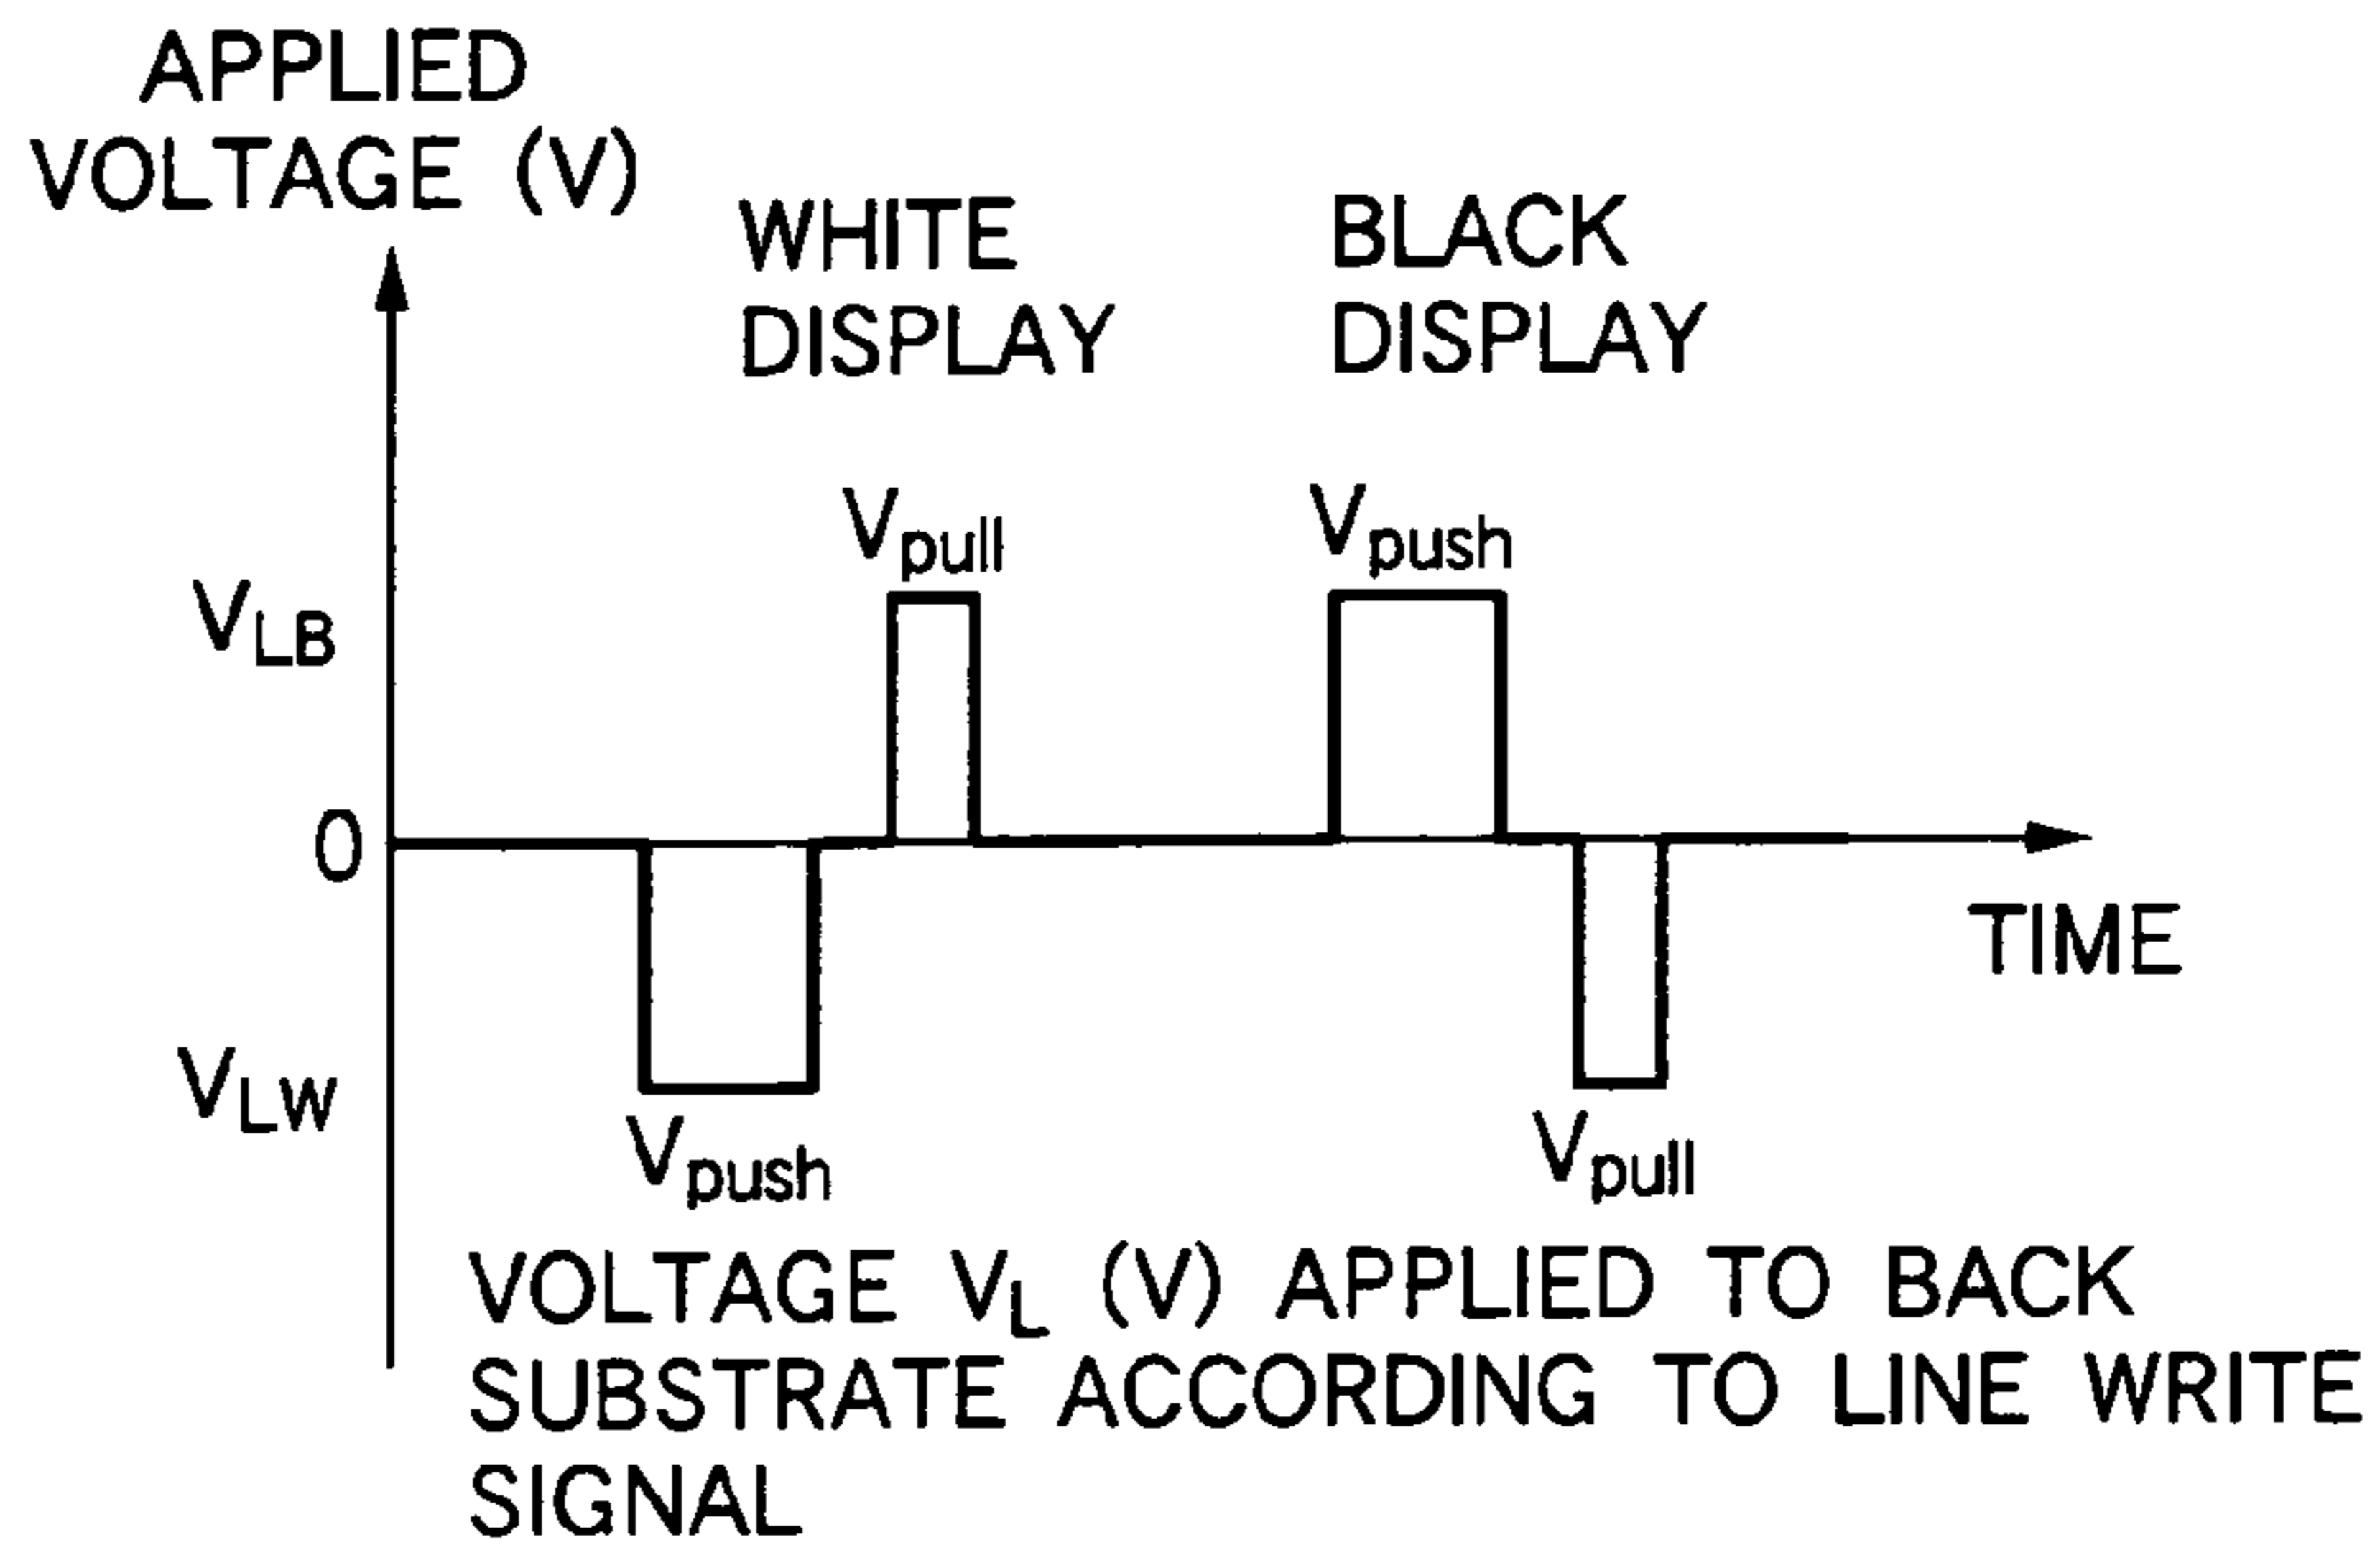 APPLIED
VOLTAGE (V)
WHITE
DISPLAY
BLACK
DISPLAY
Vpull
Vpush
VLB
0
TIME
VLW
Vpush
Vpull
VOLTAGE VL (V) APPLIED TO BACK
SUBSTRATE ACCORDING TO LINE WRITE
SIGNAL